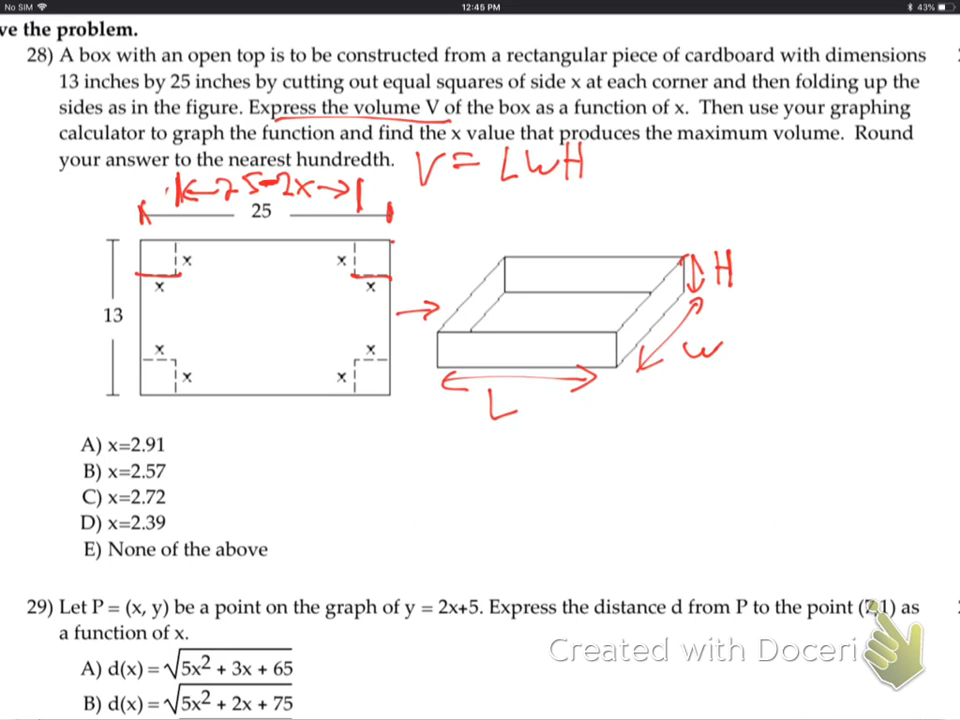 No SIM 12:45 PM 43%
ve the problem.
28) A box with an open top is to be constructed from a rectangular piece of cardboard with dimensions
13 inches by 25 inches by cutting out equal squares of side x at each corner and then folding up the
sides as in the figure. Express the volume V of the box as a function of x. Then use your graphing
calculator to graph the function and find the x value that produces the maximum volume. Round
your answer to the nearest hundredth.
V = LWH
25-2x
25
x x
x x
13
x x
x x
H
W
L
A) x=2.91
B) x=2.57
C) x=2.72
D) x=2.39
E) None of the above
29) Let P = (x, y) be a point on the graph of y = 2x+5. Express the distance d from P to the point ( ,1) as
a function of x.
A) d(x) = √5x2 + 3x + 65
B) d(x) = √5x2 + 2x + 75
Created with Doceri